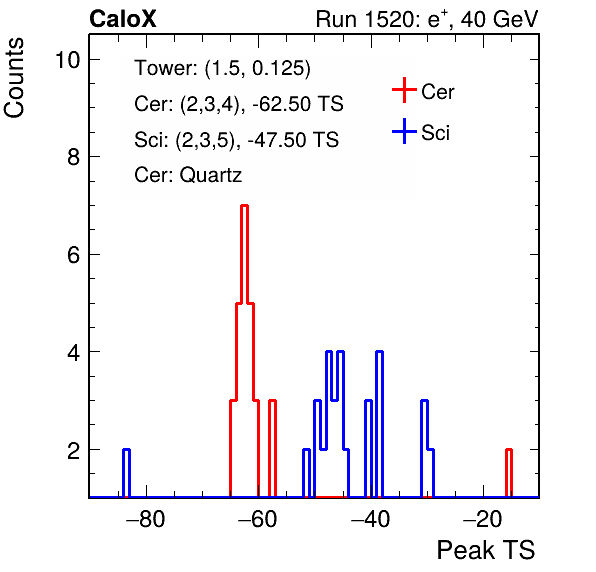 CaloX Run 1520: e⁺, 40 GeV
Counts
Tower: (1.5, 0.125)
Cer: (2,3,4), -62.50 TS
Sci: (2,3,5), -47.50 TS
Cer: Quartz
Cer
Sci
10
8
6
4
2
−80 −60 −40 −20
Peak TS